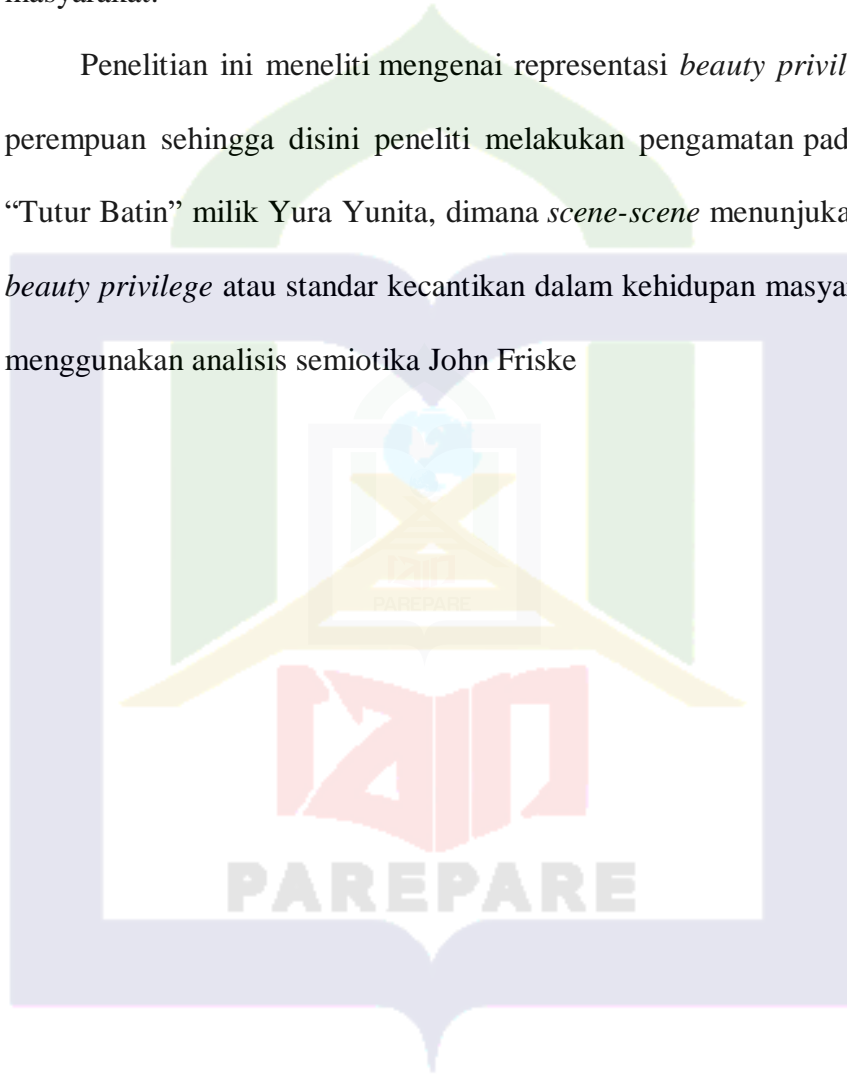 masyarakat.
Penelitian ini meneliti mengenai representasi beauty privil
perempuan sehingga disini peneliti melakukan pengamatan pad
“Tutur Batin” milik Yura Yunita, dimana scene-scene menunjuka
beauty privilege atau standar kecantikan dalam kehidupan masya
menggunakan analisis semiotika John Friske
iain
PAREPARE
iain
PAREPARE